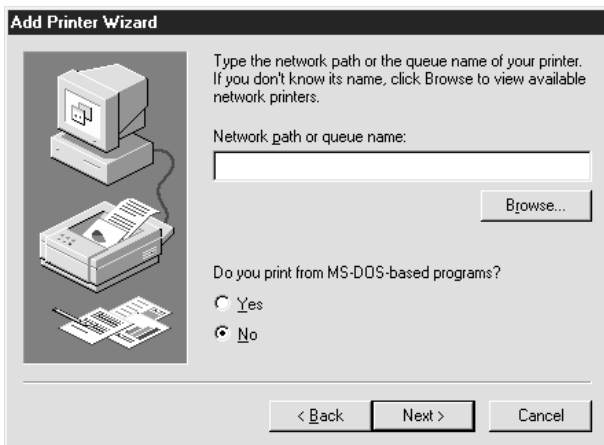 Add Printer Wizard
Type the network path or the queue name of your printer.
If you don't know its name, click Browse to view available
network printers.
Network path or queue name:
Browse...
Do you print from MS-DOS-based programs?
Yes
No
< Back
Next >
Cancel